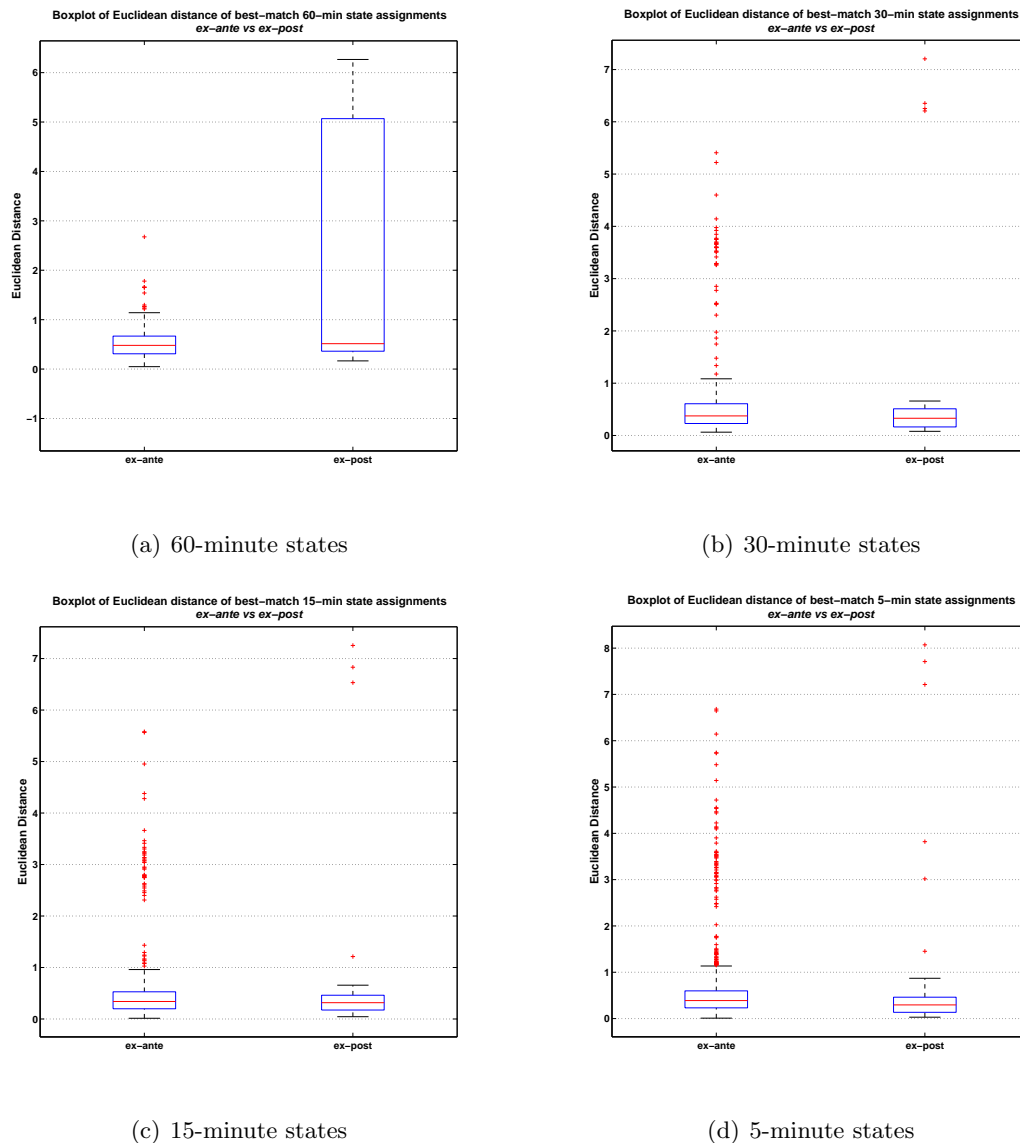 Boxplot of Euclidean distance of best−match 60−min state assignments
ex−ante vs ex−post
Euclidean Distance
6
5
4
3
2
1
0
−1
ex−ante
ex−post
(a) 60-minute states
Boxplot of Euclidean distance of best−match 30−min state assignments
ex−ante vs ex−post
Euclidean Distance
7
6
5
4
3
2
1
0
ex−ante
ex−post
(b) 30-minute states
Boxplot of Euclidean distance of best−match 15−min state assignments
ex−ante vs ex−post
Euclidean Distance
7
6
5
4
3
2
1
0
ex−ante
ex−post
(c) 15-minute states
Boxplot of Euclidean distance of best−match 5−min state assignments
ex−ante vs ex−post
Euclidean Distance
8
7
6
5
4
3
2
1
0
ex−ante
ex−post
(d) 5-minute states